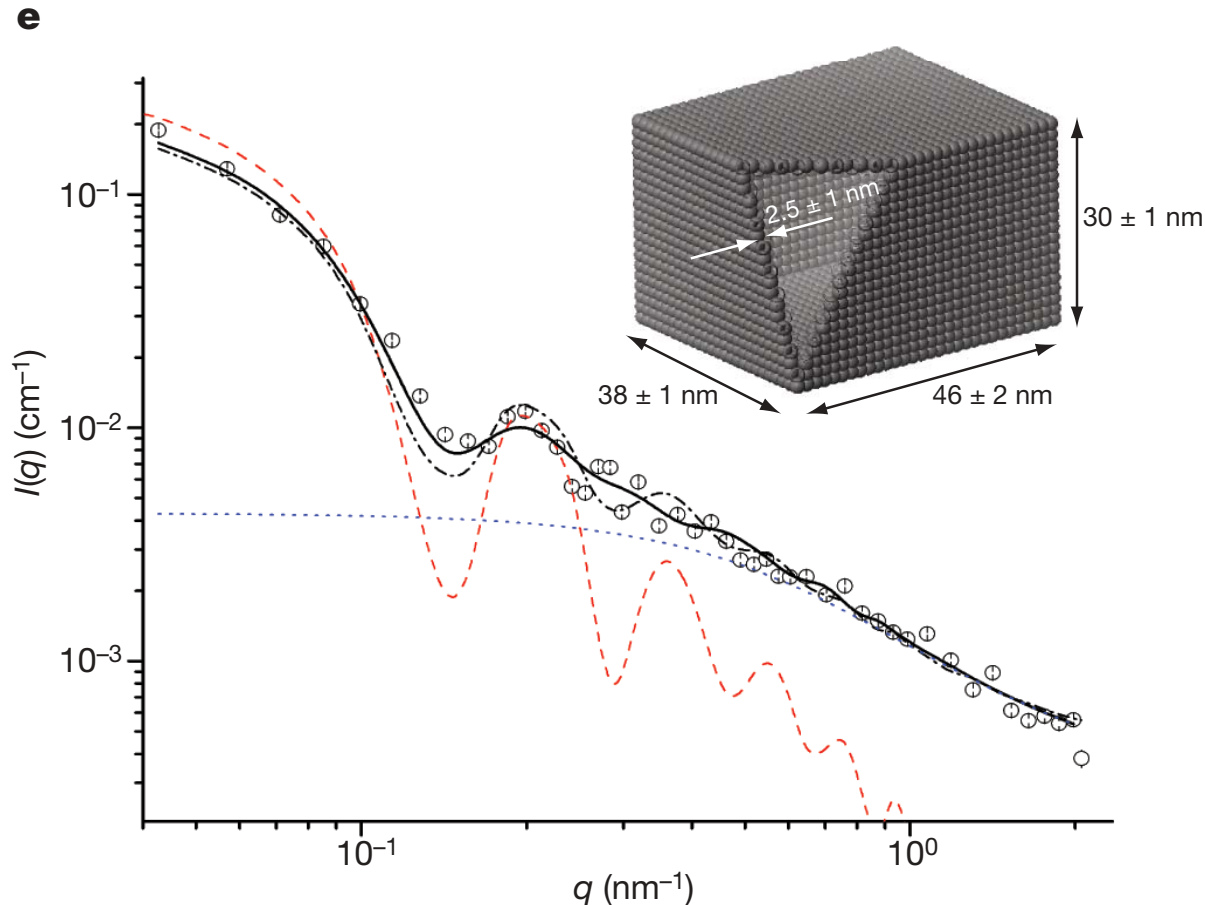 e
I(q) (cm⁻¹)
10⁻¹
10⁻²
10⁻³
10⁻¹
10⁰
q (nm⁻¹)
2.5 ± 1 nm
30 ± 1 nm
38 ± 1 nm
46 ± 2 nm